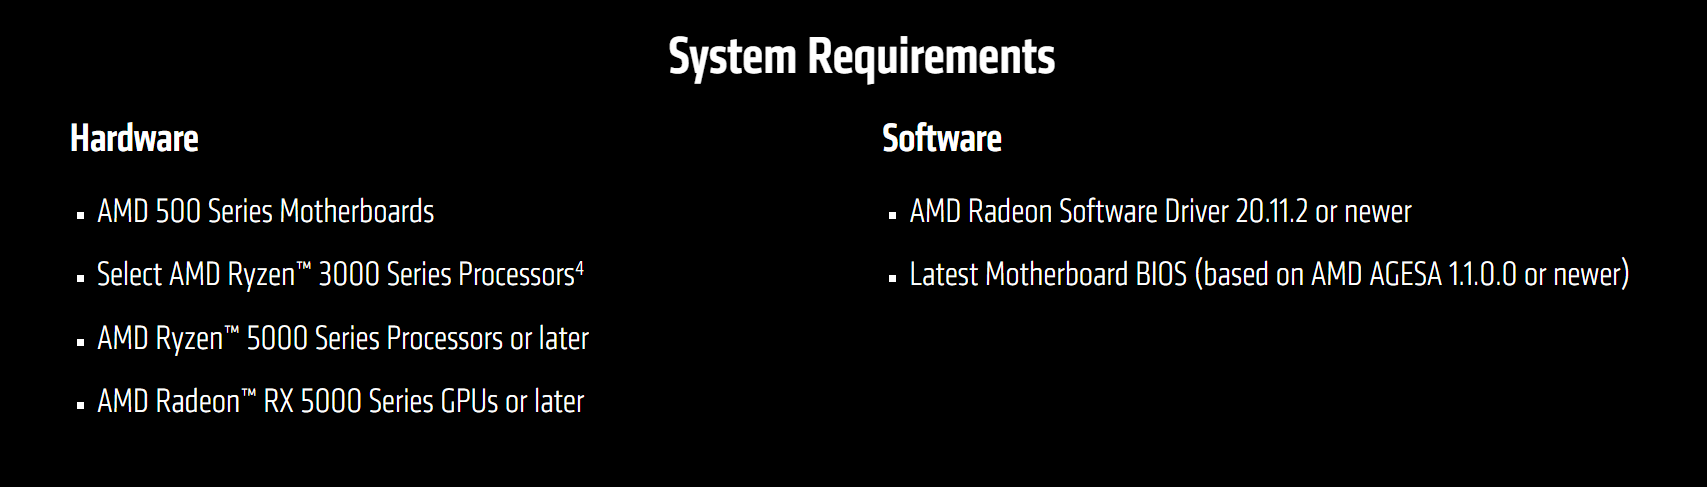 System Requirements
Hardware
AMD 500 Series Motherboards
Select AMD Ryzen™ 3000 Series Processors⁴
AMD Ryzen™ 5000 Series Processors or later
AMD Radeon™ RX 5000 Series GPUs or later
Software
AMD Radeon Software Driver 20.11.2 or newer
Latest Motherboard BIOS (based on AMD AGESA 1.1.0.0 or newer)